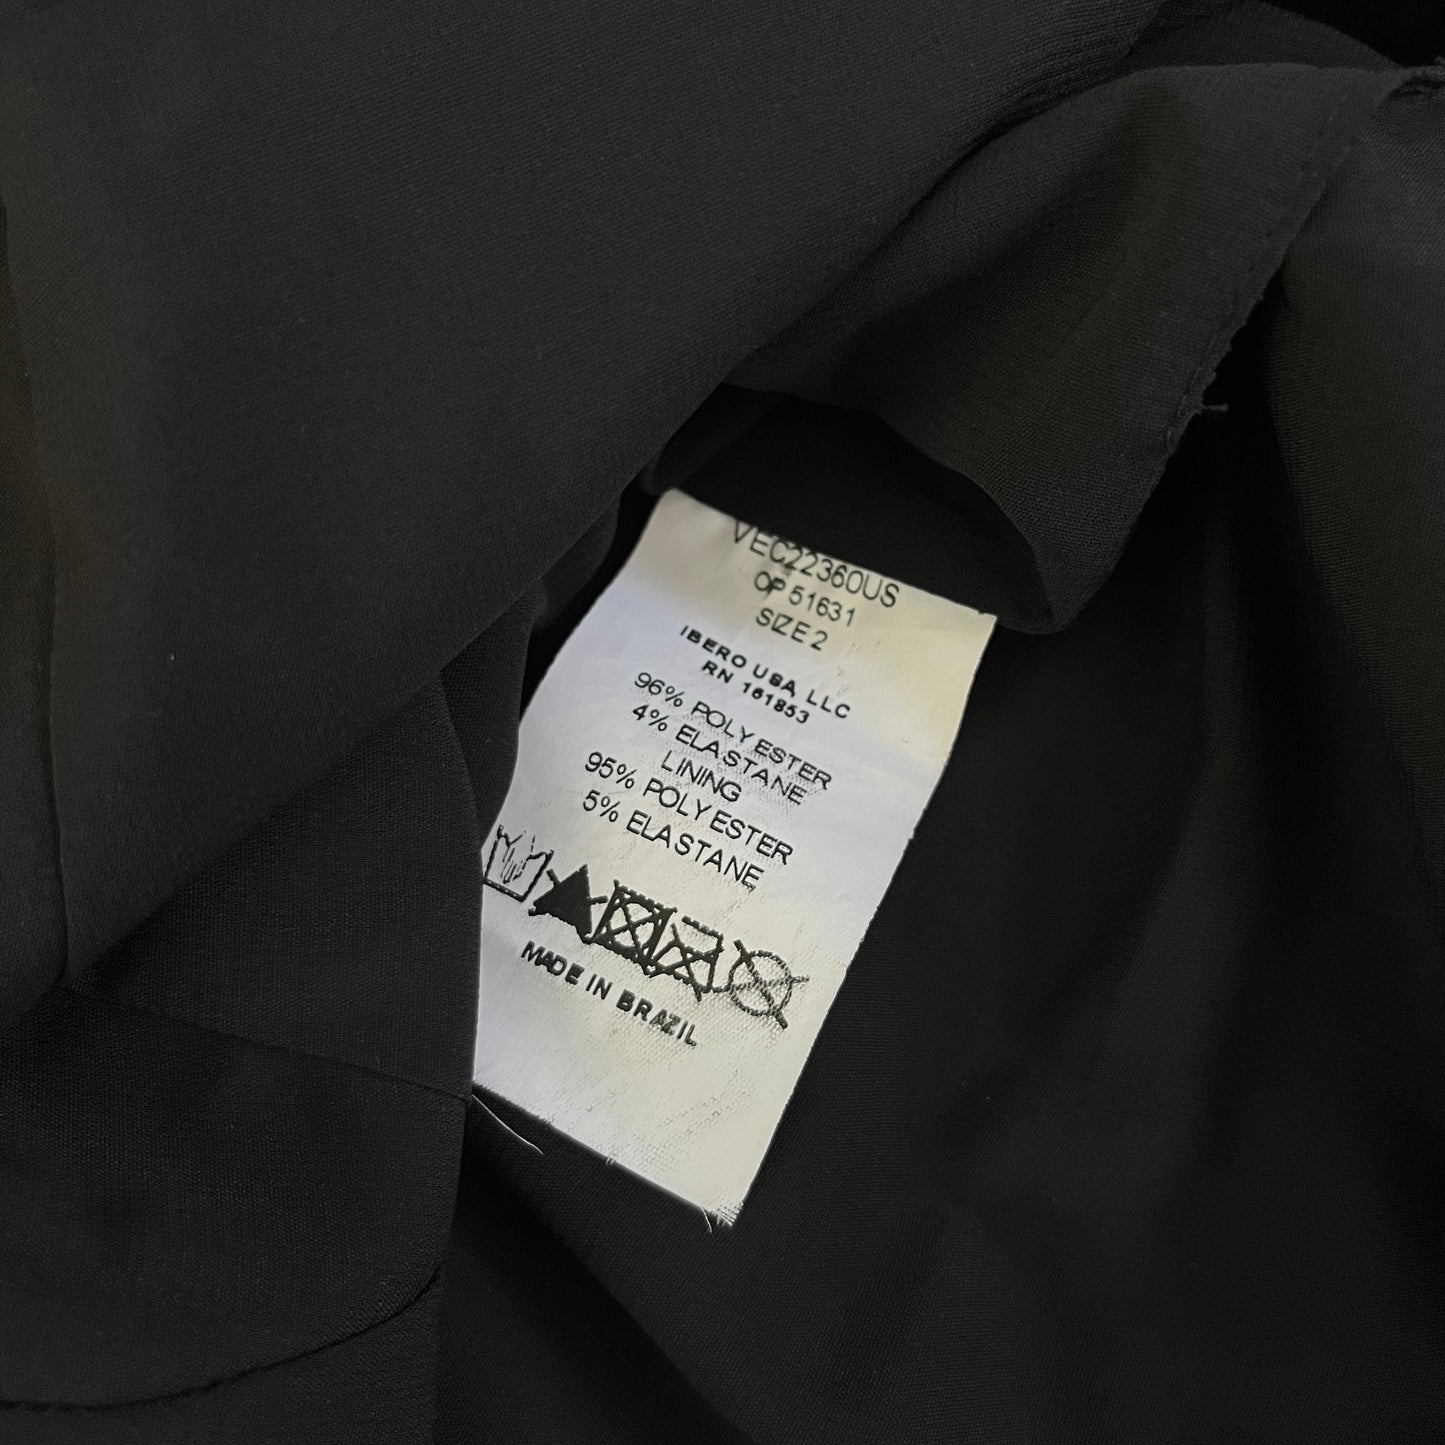 VEC22360US
OP 51631
SIZE 2
IBERO USA, LLC
RN 161853
96% POLYESTER
4% ELASTANE
LINING
95% POLYESTER
5% ELASTANE
MADE IN BRAZIL